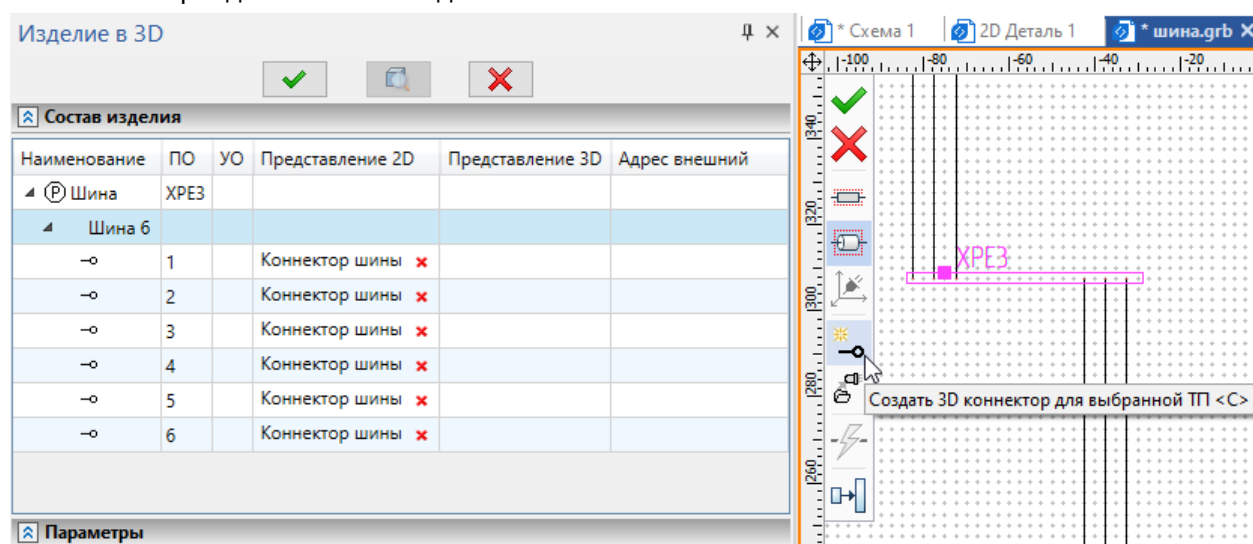 Изделие в 3D
* Схема 1 2D Деталь 1 * шина.grb
-100 -80 -60 -40 -20
Состав изделия
Наименование ПО УО Представление 2D Представление 3D Адрес внешний
Шина XPE3
Шина 6
1 Коннектор шины
2 Коннектор шины
3 Коннектор шины
4 Коннектор шины
5 Коннектор шины
6 Коннектор шины
Параметры
340
320
300
280
260
XPE3
Создать 3D коннектор для выбранной ТП <C>